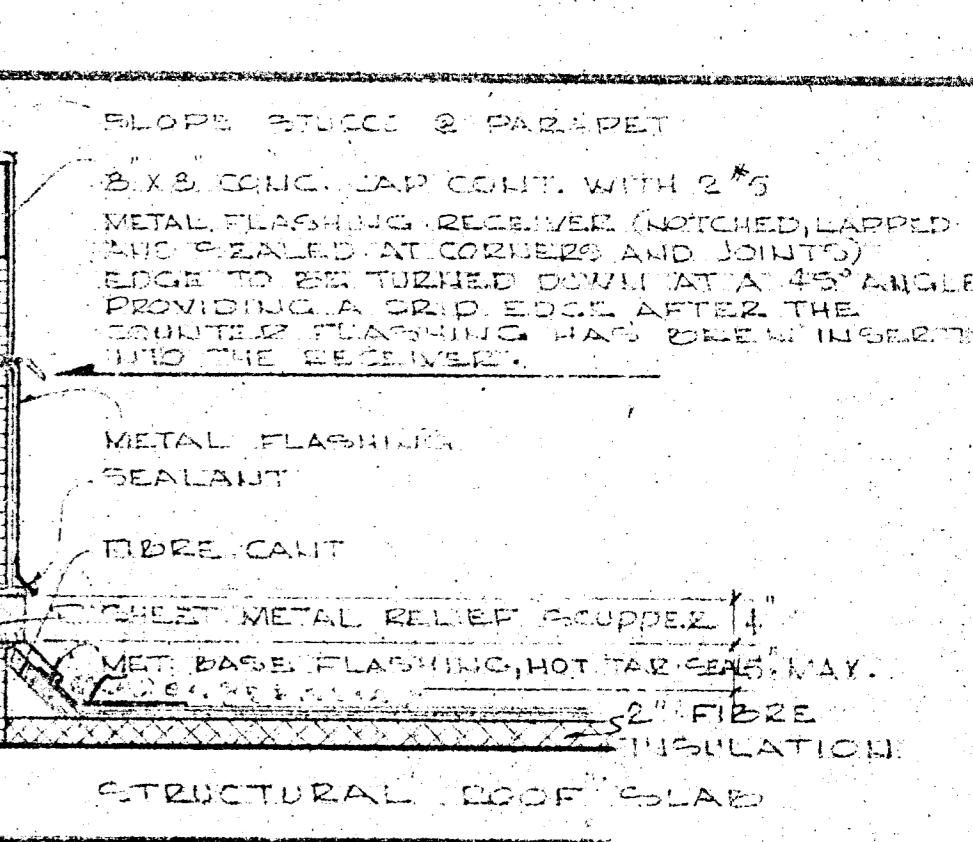 SLOPE STUCCO @ PARAPET
8" X 8" CONC. CAP CONT. WITH 2 #5
METAL FLASHING RECEIVER (NOTCHED, LAPPED
AND SEALED AT CORNERS AND JOINTS)
EDGE TO BE TURNED DOWN AT A 45° ANGLE
PROVIDING A DRIP EDGE AFTER THE
COUNTER FLASHING HAS BEEN INSERTE
INTO THE RECEIVER.
METAL FLASHING
SEALANT
FIBRE CANT
SHEET METAL RELIEF SCUPPER 4"
MET. BASE FLASHING, HOT TAR SEAL 5" MAX.
2" FIBRE
INSULATION
STRUCTURAL ROOF SLAB